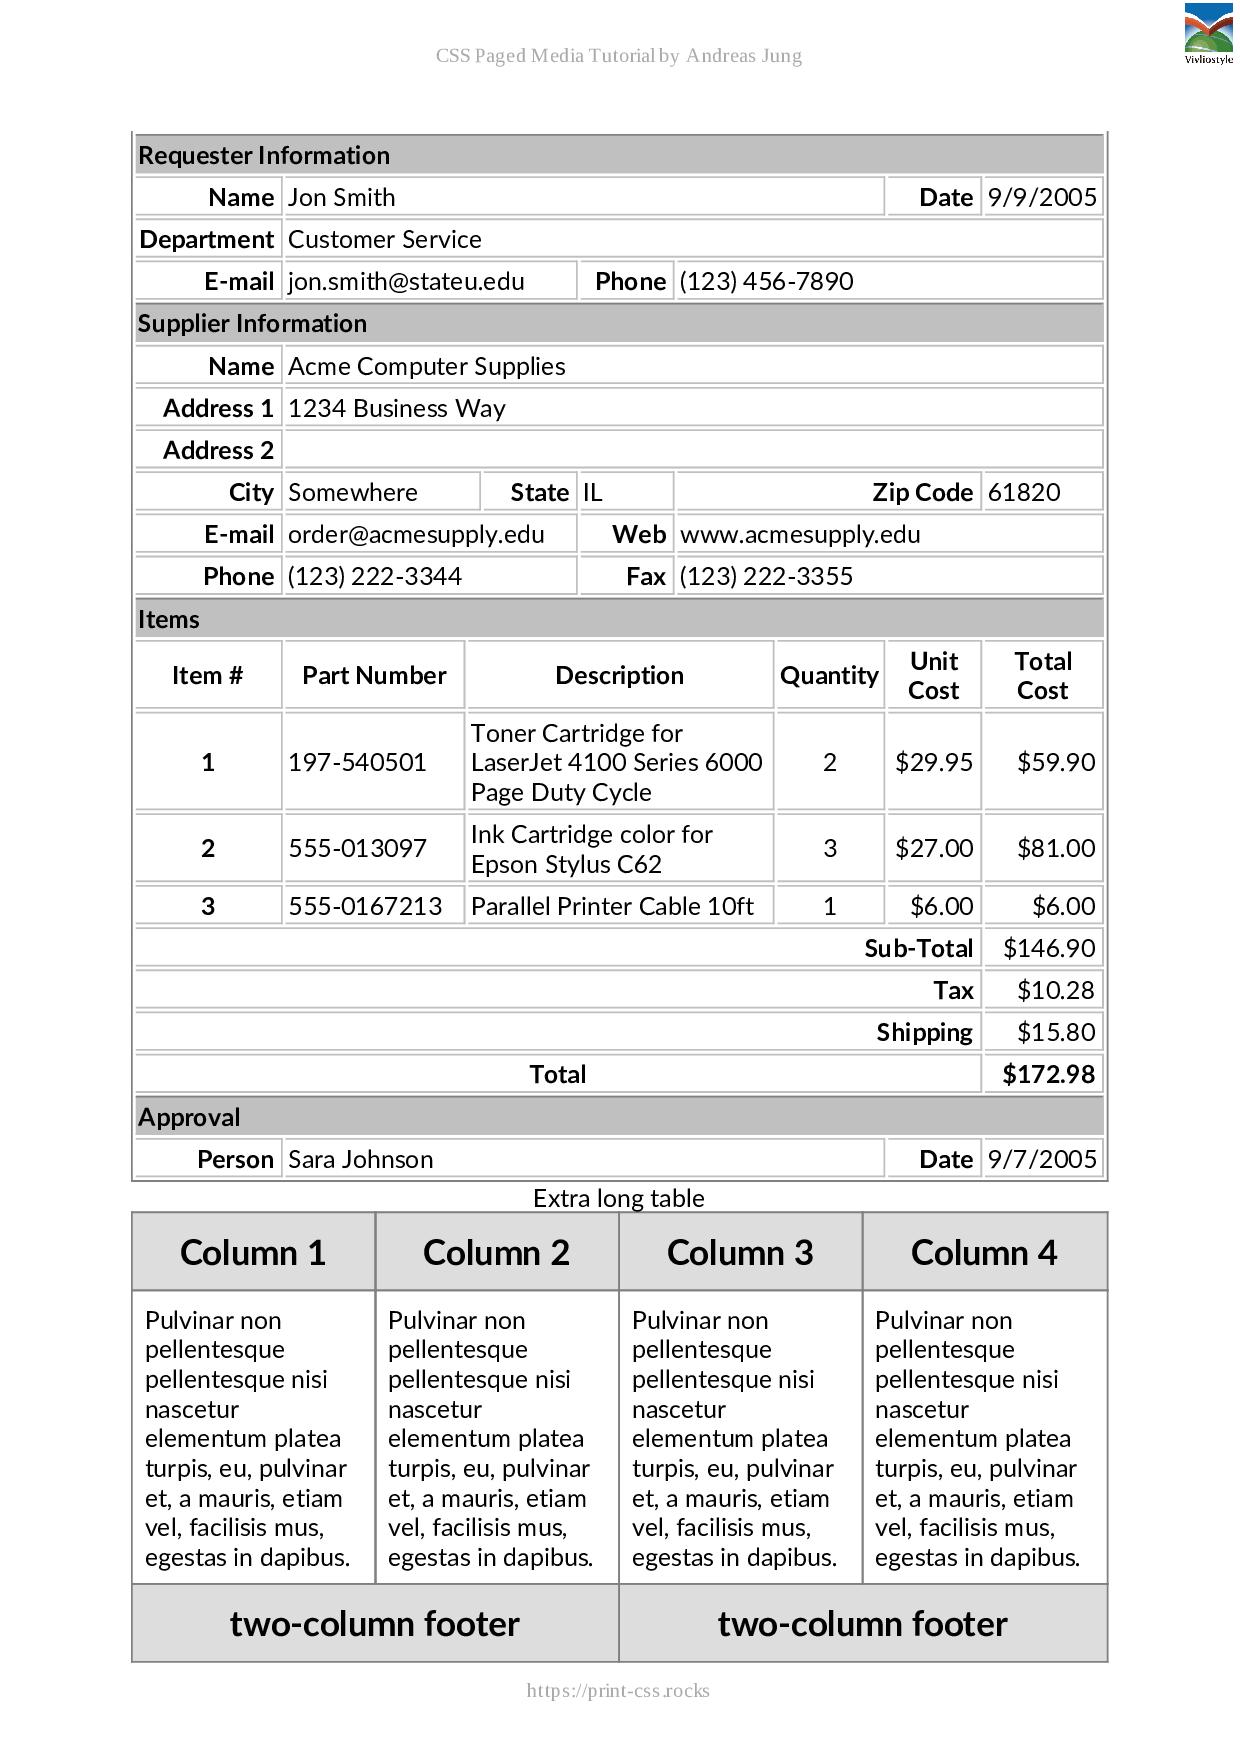 CSS Paged Media Tutorial by Andreas Jung
Vivliostyle
Requester Information
Name Jon Smith Date 9/9/2005
Department Customer Service
E-mail jon.smith@stateu.edu Phone (123) 456-7890
Supplier Information
Name Acme Computer Supplies
Address 1 1234 Business Way
Address 2
City Somewhere State IL Zip Code 61820
E-mail order@acmesupply.edu Web www.acmesupply.edu
Phone (123) 222-3344 Fax (123) 222-3355
Items
Item # Part Number Description Quantity Unit Cost Total Cost
1 197-540501 Toner Cartridge for
LaserJet 4100 Series 6000 2 $29.95 $59.90
Page Duty Cycle
2 555-013097 Ink Cartridge color for 3 $27.00 $81.00
Epson Stylus C62
3 555-0167213 Parallel Printer Cable 10ft 1 $6.00 $6.00
Sub-Total $146.90
Tax $10.28
Shipping $15.80
Total $172.98
Approval
Person Sara Johnson Date 9/7/2005
Extra long table
Column 1 Column 2 Column 3 Column 4
Pulvinar non Pulvinar non Pulvinar non Pulvinar non
pellentesque pellentesque pellentesque pellentesque
pellentesque nisi pellentesque nisi pellentesque nisi pellentesque nisi
nascetur nascetur nascetur nascetur
elementum platea elementum platea elementum platea elementum platea
turpis, eu, pulvinar turpis, eu, pulvinar turpis, eu, pulvinar turpis, eu, pulvinar
et, a mauris, etiam et, a mauris, etiam et, a mauris, etiam et, a mauris, etiam
vel, facilisis mus, vel, facilisis mus, vel, facilisis mus, vel, facilisis mus,
egestas in dapibus. egestas in dapibus. egestas in dapibus. egestas in dapibus.
two-column footer two-column footer
https://print-css.rocks